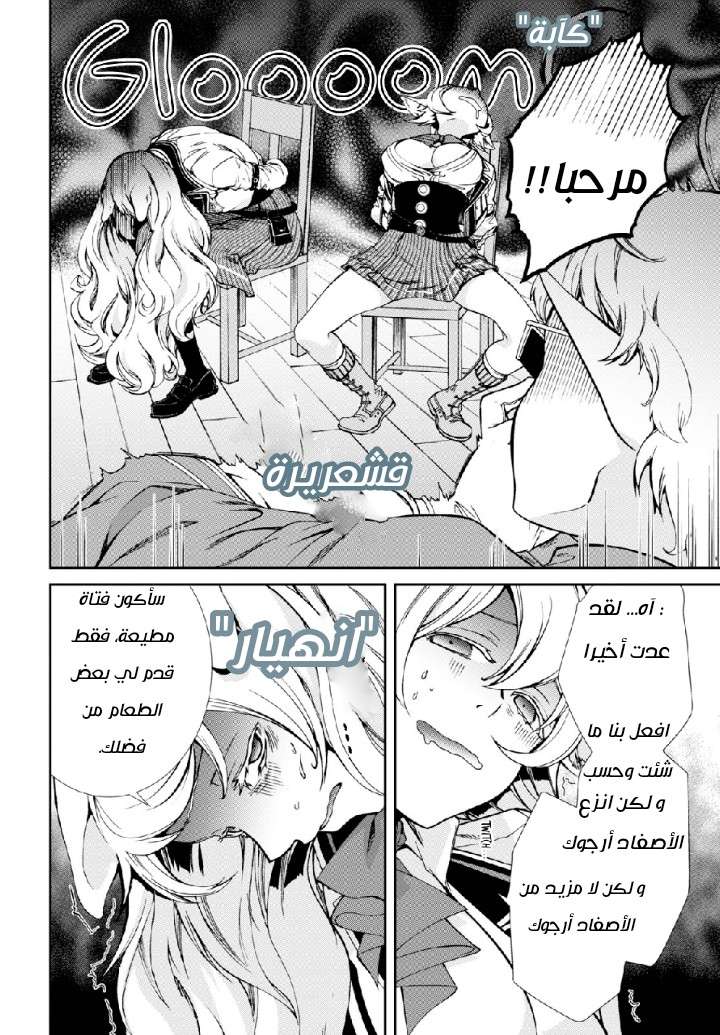 "كآبة"
Gloooom
مرحبا!!
قشعريرة
: آه... لقد
عدت أخيرا
افعل بنا ما
شئت وحسب
و لكن انزع
الأصفاد أرجوك
و لكن لا مزيد من
الأصفاد أرجوك
TWITCH
"انهيار"
...
سأكون فتاة
مطيعة، فقط
قدم لي بعض
الطعام من
فضلك.